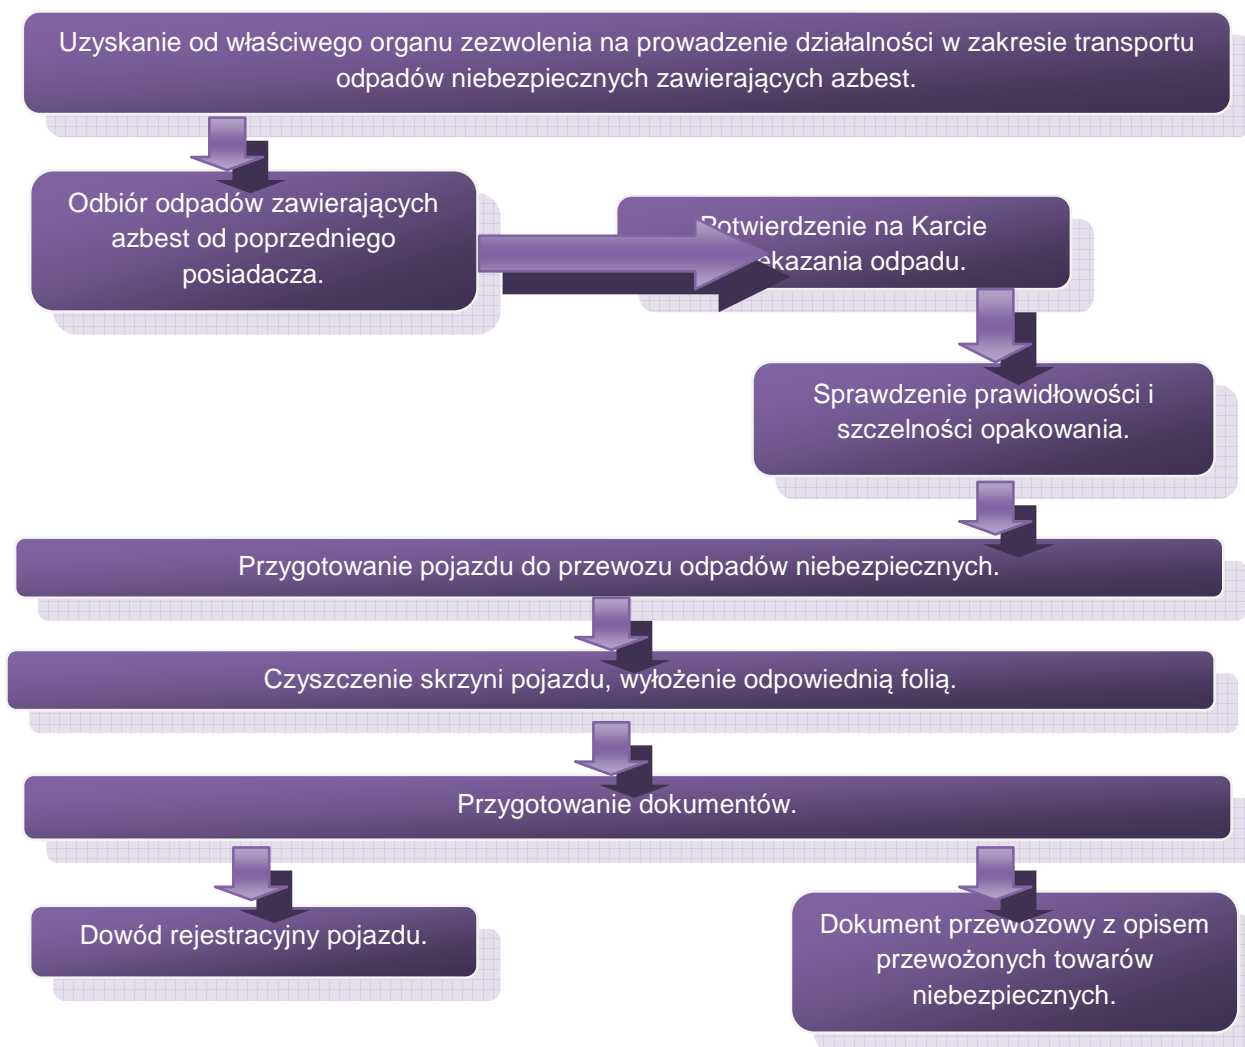 Uzyskanie od właściwego organu zezwolenia na prowadzenie działalności w zakresie transportu
odpadów niebezpiecznych zawierających azbest.
Odbiór odpadów zawierających
azbest od poprzedniego
posiadacza.
Potwierdzenie na Karcie
ekazania odpadu.
Sprawdzenie prawidłowości i
szczelności opakowania.
Przygotowanie pojazdu do przewozu odpadów niebezpiecznych.
Czyszczenie skrzyni pojazdu, wyłożenie odpowiednią folią.
Przygotowanie dokumentów.
Dowód rejestracyjny pojazdu.
Dokument przewozowy z opisem
przewożonych towarów
niebezpiecznych.